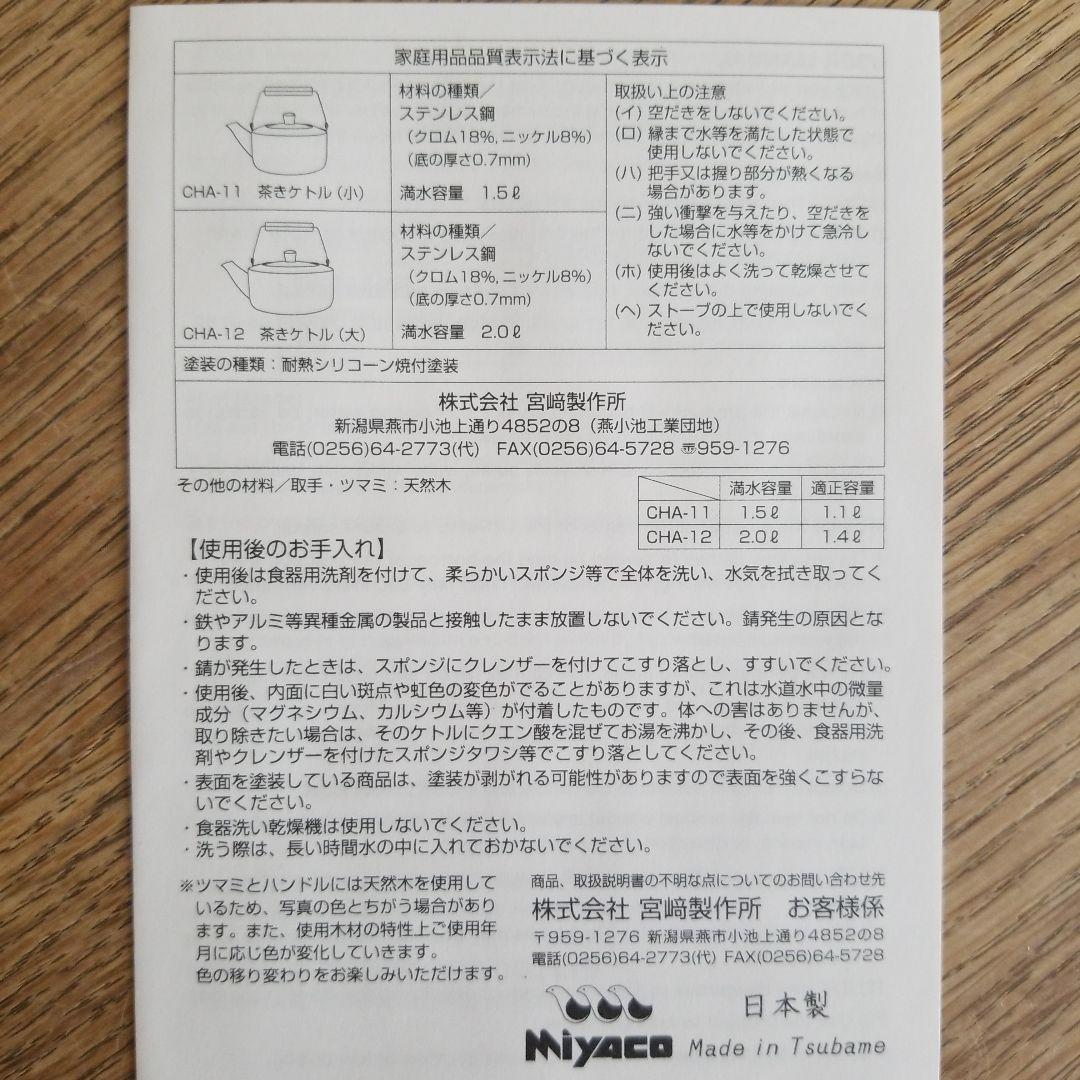 家庭用品品質表示法に基づく表示
材料の種類／
ステンレス鋼
（クロム18%, ニッケル8%）
（底の厚さ0.7mm）
CHA-11 茶きケトル（小）
満水容量 1.5ℓ
材料の種類／
ステンレス鋼
（クロム18%, ニッケル8%）
（底の厚さ0.7mm）
CHA-12 茶きケトル（大）
満水容量 2.0ℓ
取扱い上の注意
(イ) 空だきをしないでください。
(ロ) 縁まで水等を満たした状態で
使用しないでください。
(ハ) 把手又は握り部分が熱くなる
場合があります。
(ニ) 強い衝撃を与えたり、空だきを
した場合に水等をかけて急冷し
ないでください。
(ホ) 使用後はよく洗って乾燥させて
ください。
(ヘ) ストーブの上で使用しないでく
ださい。
塗装の種類：耐熱シリコーン焼付塗装
株式会社 宮﨑製作所
新潟県燕市小池上通り4852の8（燕小池工業団地）
電話(0256)64-2773(代) FAX(0256)64-5728 〠959-1276
その他の材料／取手・ツマミ：天然木
満水容量 適正容量
CHA-11 1.5ℓ 1.1ℓ
CHA-12 2.0ℓ 1.4ℓ
【使用後のお手入れ】
・使用後は食器用洗剤を付けて、柔らかいスポンジ等で全体を洗い、水気を拭き取ってく
ださい。
・鉄やアルミ等異種金属の製品と接触したまま放置しないでください。錆発生の原因とな
ります。
・錆が発生したときは、スポンジにクレンザーを付けてこすり落とし、すすいでください。
・使用後、内面に白い斑点や虹色の変色がでることがありますが、これは水道水中の微量
成分（マグネシウム、カルシウム等）が付着したものです。体への害はありませんが、
取り除きたい場合は、そのケトルにクエン酸を混ぜてお湯を沸かし、その後、食器用洗
剤やクレンザーを付けたスポンジタワシ等でこすり落としてください。
・表面を塗装している商品は、塗装が剥がれる可能性がありますので表面を強くこすらな
いでください。
・食器洗い乾燥機は使用しないでください。
・洗う際は、長い時間水の中に入れておかないでください。
※ツマミとハンドルには天然木を使用して
いるため、写真の色とちがう場合があり
ます。また、使用木材の特性上ご使用年
月に応じ色が変化していきます。
色の移り変わりをお楽しみいただけます。
商品、取扱説明書の不明な点についてのお問い合わせ先
株式会社 宮﨑製作所 お客様係
〒959-1276 新潟県燕市小池上通り4852の8
電話(0256)64-2773(代) FAX(0256)64-5728
日本製
Miyaco Made in Tsubame